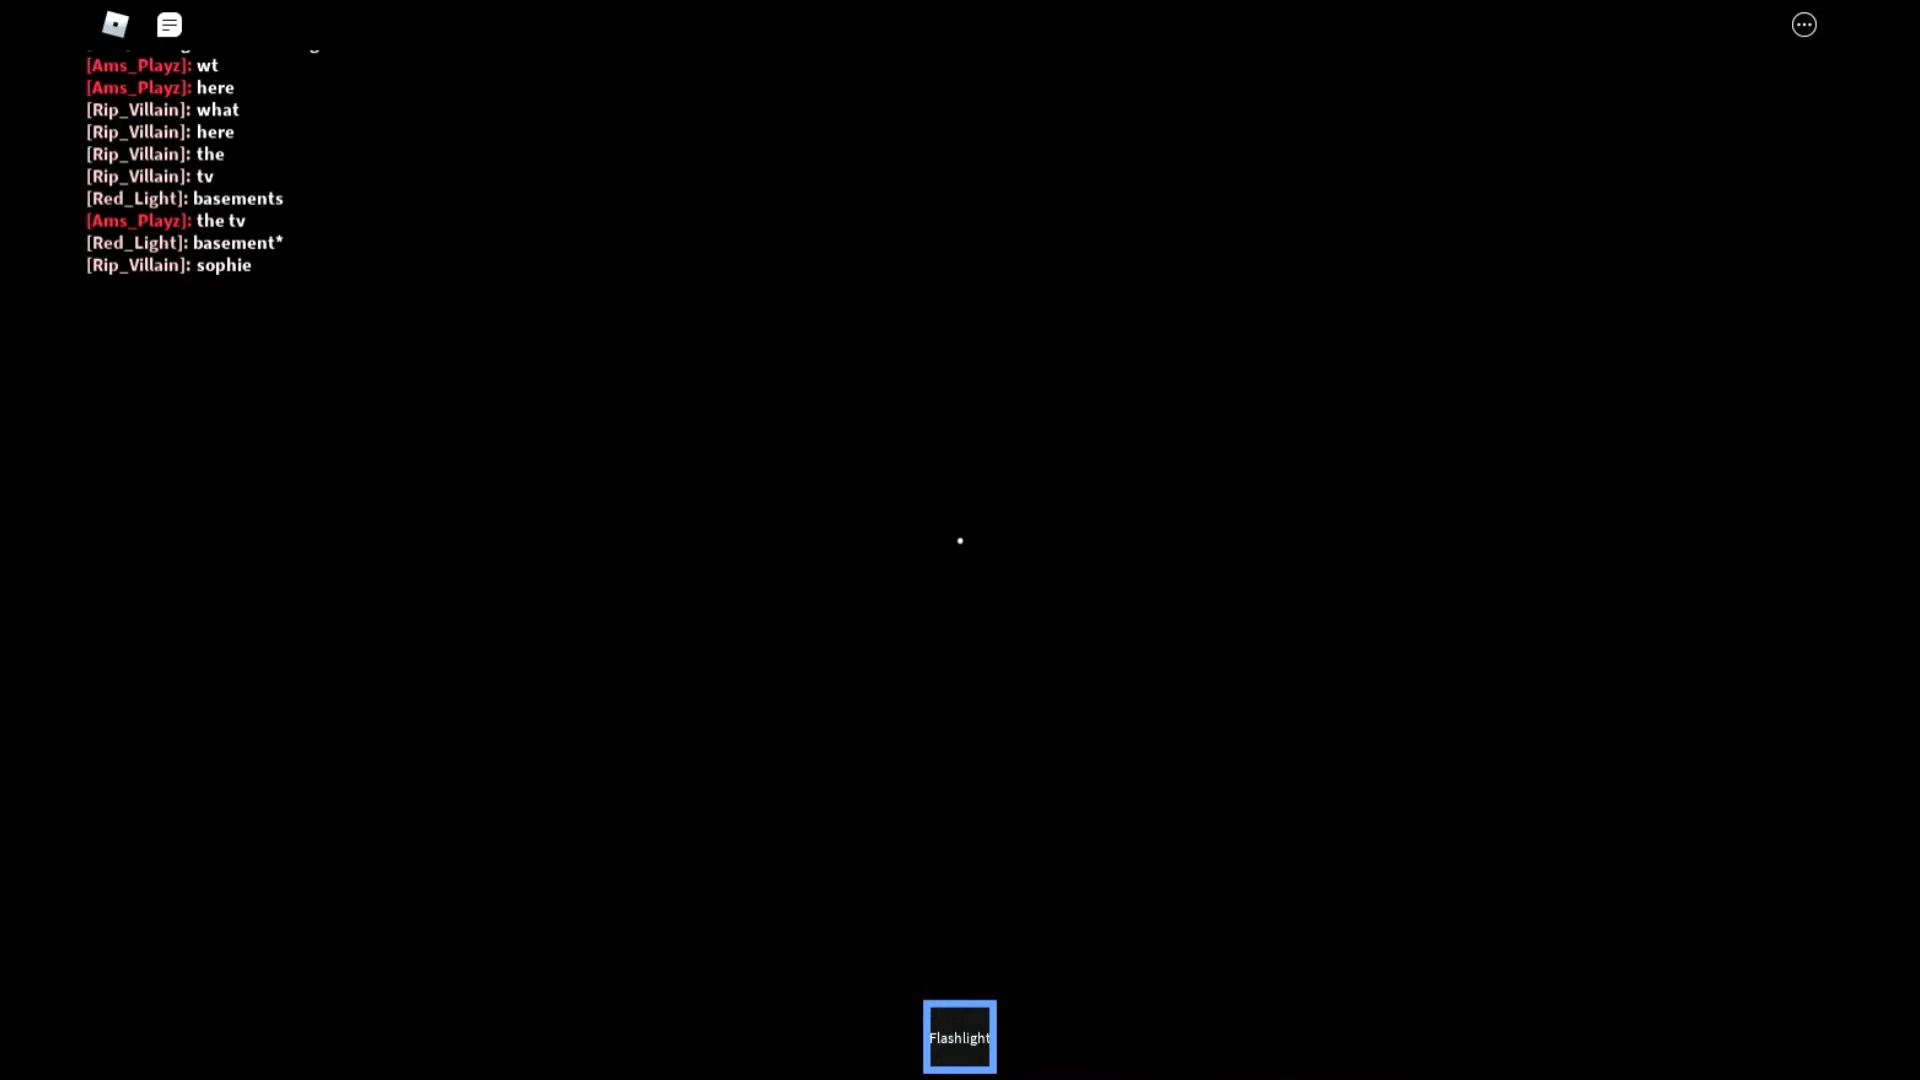 [Ams_Playz]: wt
[Ams_Playz]: here
[Rip_Villain]: what
[Rip_Villain]: here
[Rip_Villain]: the
[Rip_Villain]: tv
[Red_Light]: basements
[Ams_Playz]: the tv
[Red_Light]: basement*
[Rip_Villain]: sophie
Flashlight